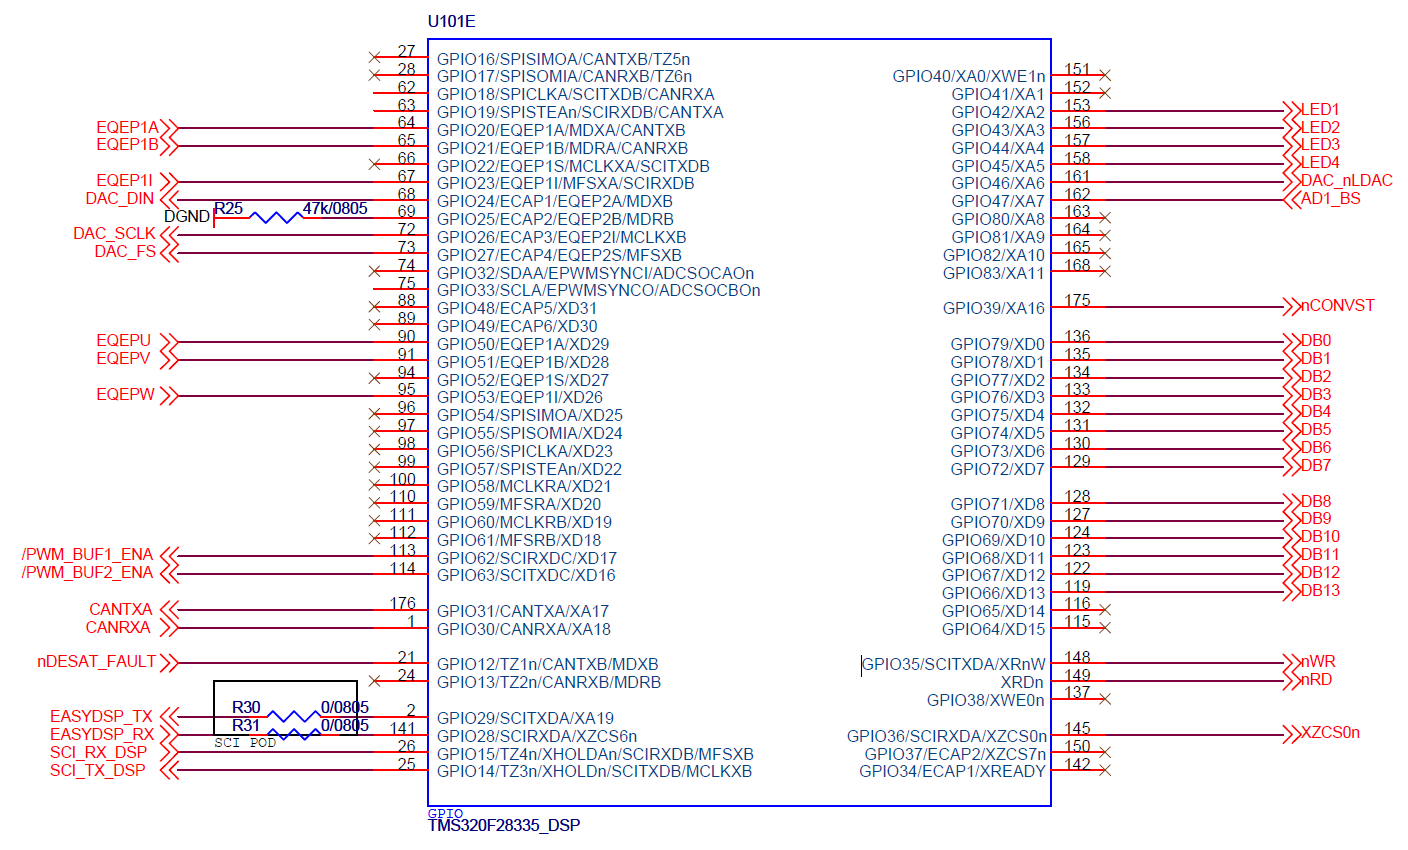 U101E
27 GPIO16/SPISIMOA/CANTXB/TZ5n
28 GPIO17/SPISOMIA/CANRXB/TZ6n GPIO40/XA0/XWE1n 151
62 GPIO18/SPICLKA/SCITXDB/CANRXA GPIO41/XA1 152
63 GPIO19/SPISTEAn/SCIRXDB/CANTXA GPIO42/XA2 153 LED1
EQEP1A 64 GPIO20/EQEP1A/MDXA/CANTXB GPIO43/XA3 156 LED2
EQEP1B 65 GPIO21/EQEP1B/MDRA/CANRXB GPIO44/XA4 157 LED3
66 GPIO22/EQEP1S/MCLKXA/SCITXDB GPIO45/XA5 158 LED4
EQEP1I 67 GPIO23/EQEP1I/MFSXA/SCIRXDB GPIO46/XA6 161 DAC_nLDAC
DAC_DIN 68 GPIO24/ECAP1/EQEP2A/MDXB GPIO47/XA7 162 AD1_BS
DGND R25 47k/0805 69 GPIO25/ECAP2/EQEP2B/MDRB GPIO80/XA8 163
DAC_SCLK 72 GPIO26/ECAP3/EQEP2I/MCLKXB GPIO81/XA9 164
DAC_FS 73 GPIO27/ECAP4/EQEP2S/MFSXB GPIO82/XA10 165
74 GPIO32/SDAA/EPWMSYNCI/ADCSOCAOn GPIO83/XA11 168
75 GPIO33/SCLA/EPWMSYNCO/ADCSOCBOn
88 GPIO48/ECAP5/XD31 GPIO39/XA16 175 nCONVST
89 GPIO49/ECAP6/XD30
EQEPU 90 GPIO50/EQEP1A/XD29 GPIO79/XD0 136 DB0
EQEPV 91 GPIO51/EQEP1B/XD28 GPIO78/XD1 135 DB1
94 GPIO52/EQEP1S/XD27 GPIO77/XD2 134 DB2
EQEPW 95 GPIO53/EQEP1I/XD26 GPIO76/XD3 133 DB3
96 GPIO54/SPISIMOA/XD25 GPIO75/XD4 132 DB4
97 GPIO55/SPISOMIA/XD24 GPIO74/XD5 131 DB5
98 GPIO56/SPICLKA/XD23 GPIO73/XD6 130 DB6
99 GPIO57/SPISTEAn/XD22 GPIO72/XD7 129 DB7
100 GPIO58/MCLKRA/XD21
110 GPIO59/MFSRA/XD20 GPIO71/XD8 128 DB8
111 GPIO60/MCLKRB/XD19 GPIO70/XD9 127 DB9
112 GPIO61/MFSRB/XD18 GPIO69/XD10 124 DB10
/PWM_BUF1_ENA 113 GPIO62/SCIRXDC/XD17 GPIO68/XD11 123 DB11
/PWM_BUF2_ENA 114 GPIO63/SCITXDC/XD16 GPIO67/XD12 122 DB12
GPIO66/XD13 119 DB13
CANTXA 176 GPIO31/CANTXA/XA17 GPIO65/XD14 116
CANRXA 1 GPIO30/CANRXA/XA18 GPIO64/XD15 115
nDESAT_FAULT 21 GPIO12/TZ1n/CANTXB/MDXB GPIO35/SCITXDA/XRnW 148 nWR
24 GPIO13/TZ2n/CANRXB/MDRB XRDn 149 nRD
GPIO38/XWE0n 137
EASYDSP_TX R30 0/0805 2 GPIO29/SCITXDA/XA19
EASYDSP_RX R31 0/0805 141 GPIO28/SCIRXDA/XZCS6n GPIO36/SCIRXDA/XZCS0n 145 XZCS0n
SCI POD
SCI_RX_DSP 26 GPIO15/TZ4n/XHOLDAn/SCIRXDB/MFSXB GPIO37/ECAP2/XZCS7n 150
SCI_TX_DSP 25 GPIO14/TZ3n/XHOLDn/SCITXDB/MCLKXB GPIO34/ECAP1/XREADY 142
GPIO
TMS320F28335_DSP